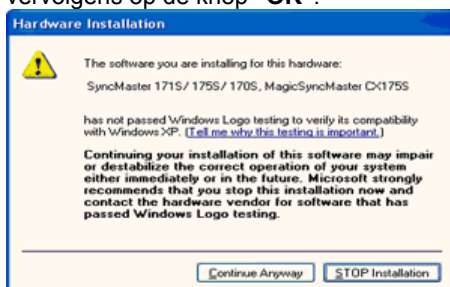 vervolgens op de knop "OK".
Hardware Installation
The software you are installing for this hardware:
SyncMaster 171S/ 175S/ 170S, MagicSyncMaster CX175S
has not passed Windows Logo testing to verify its compatibility
with Windows XP. (Tell me why this testing is important.)
Continuing your installation of this software may impair
or destabilize the correct operation of your system
either immediately or in the future. Microsoft strongly
recommends that you stop this installation now and
contact the hardware vendor for software that has
passed Windows Logo testing.
Continue Anyway
STOP Installation